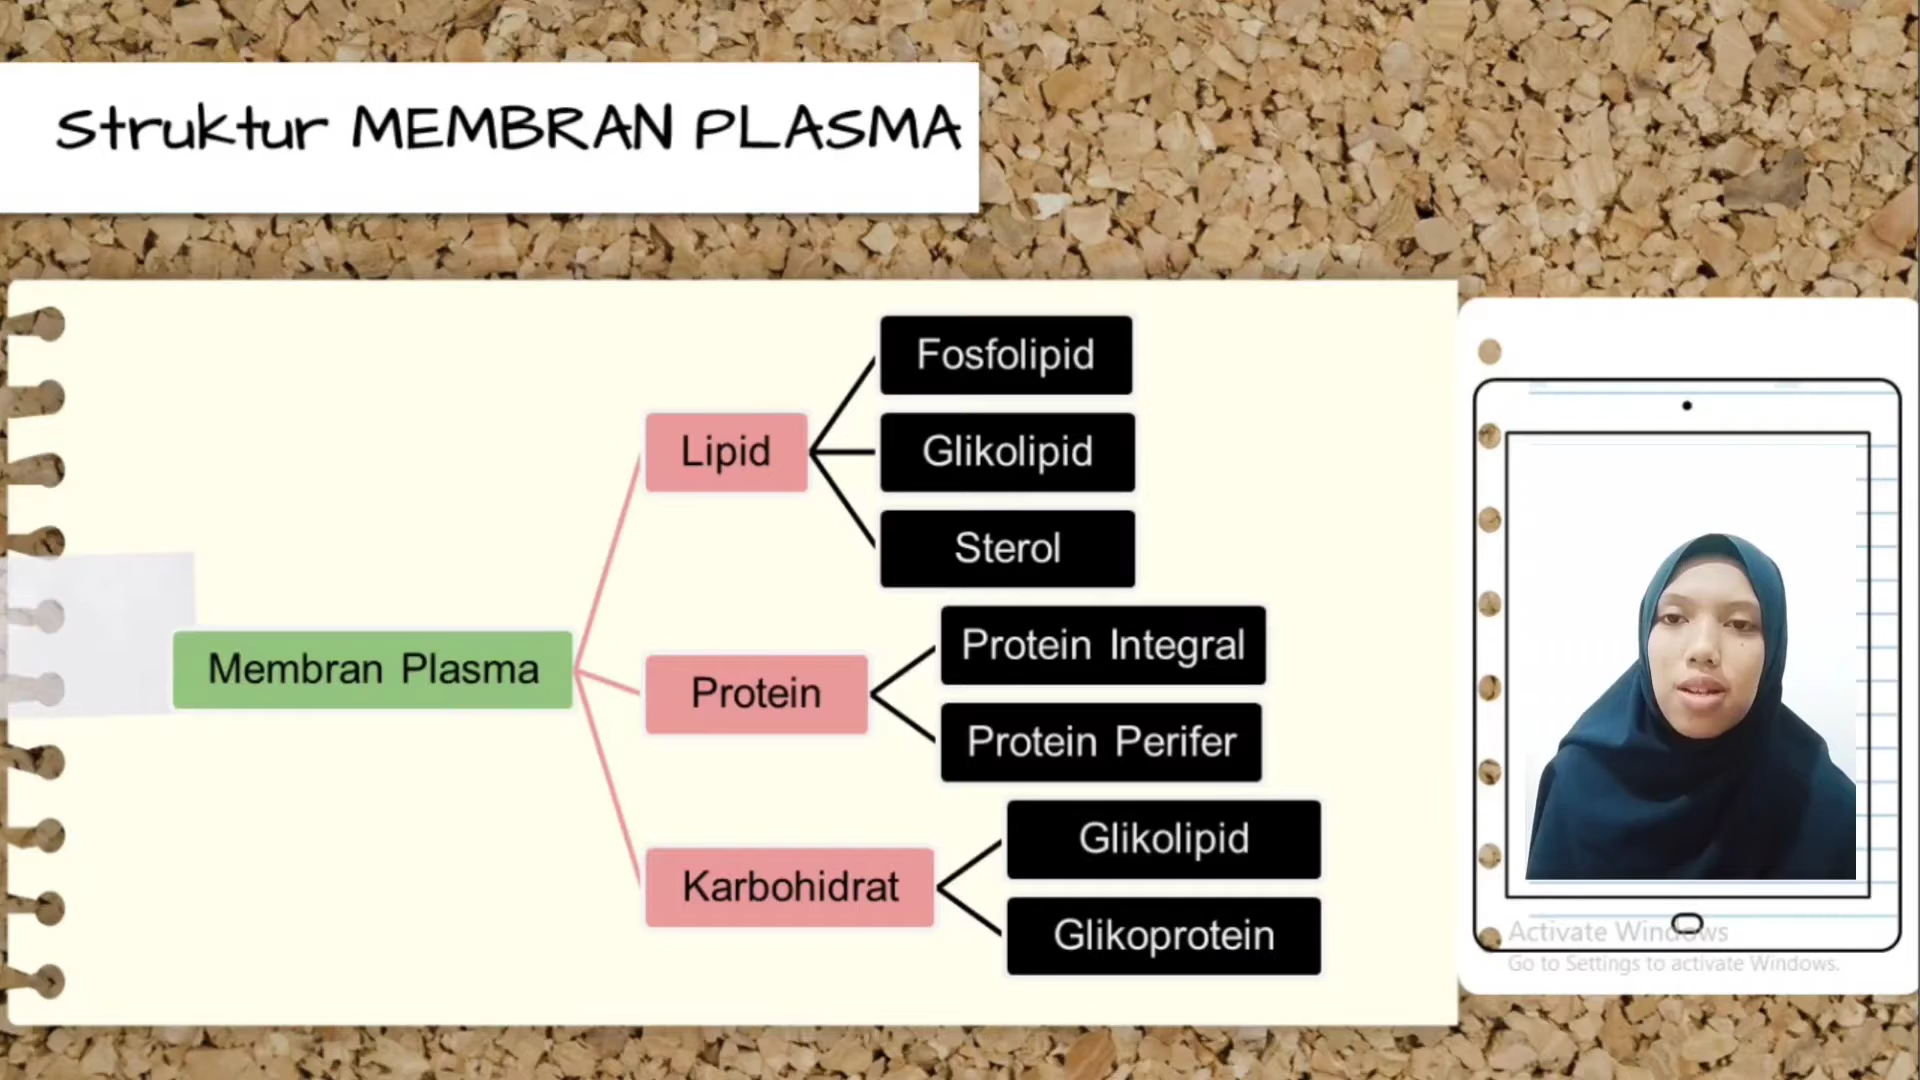 Struktur MEMBRAN PLASMA
Membran Plasma
Lipid
Fosfolipid
Glikolipid
Sterol
Protein
Protein Integral
Protein Perifer
Karbohidrat
Glikolipid
Glikoprotein
Activate Windows
Go to Settings to activate Windows.